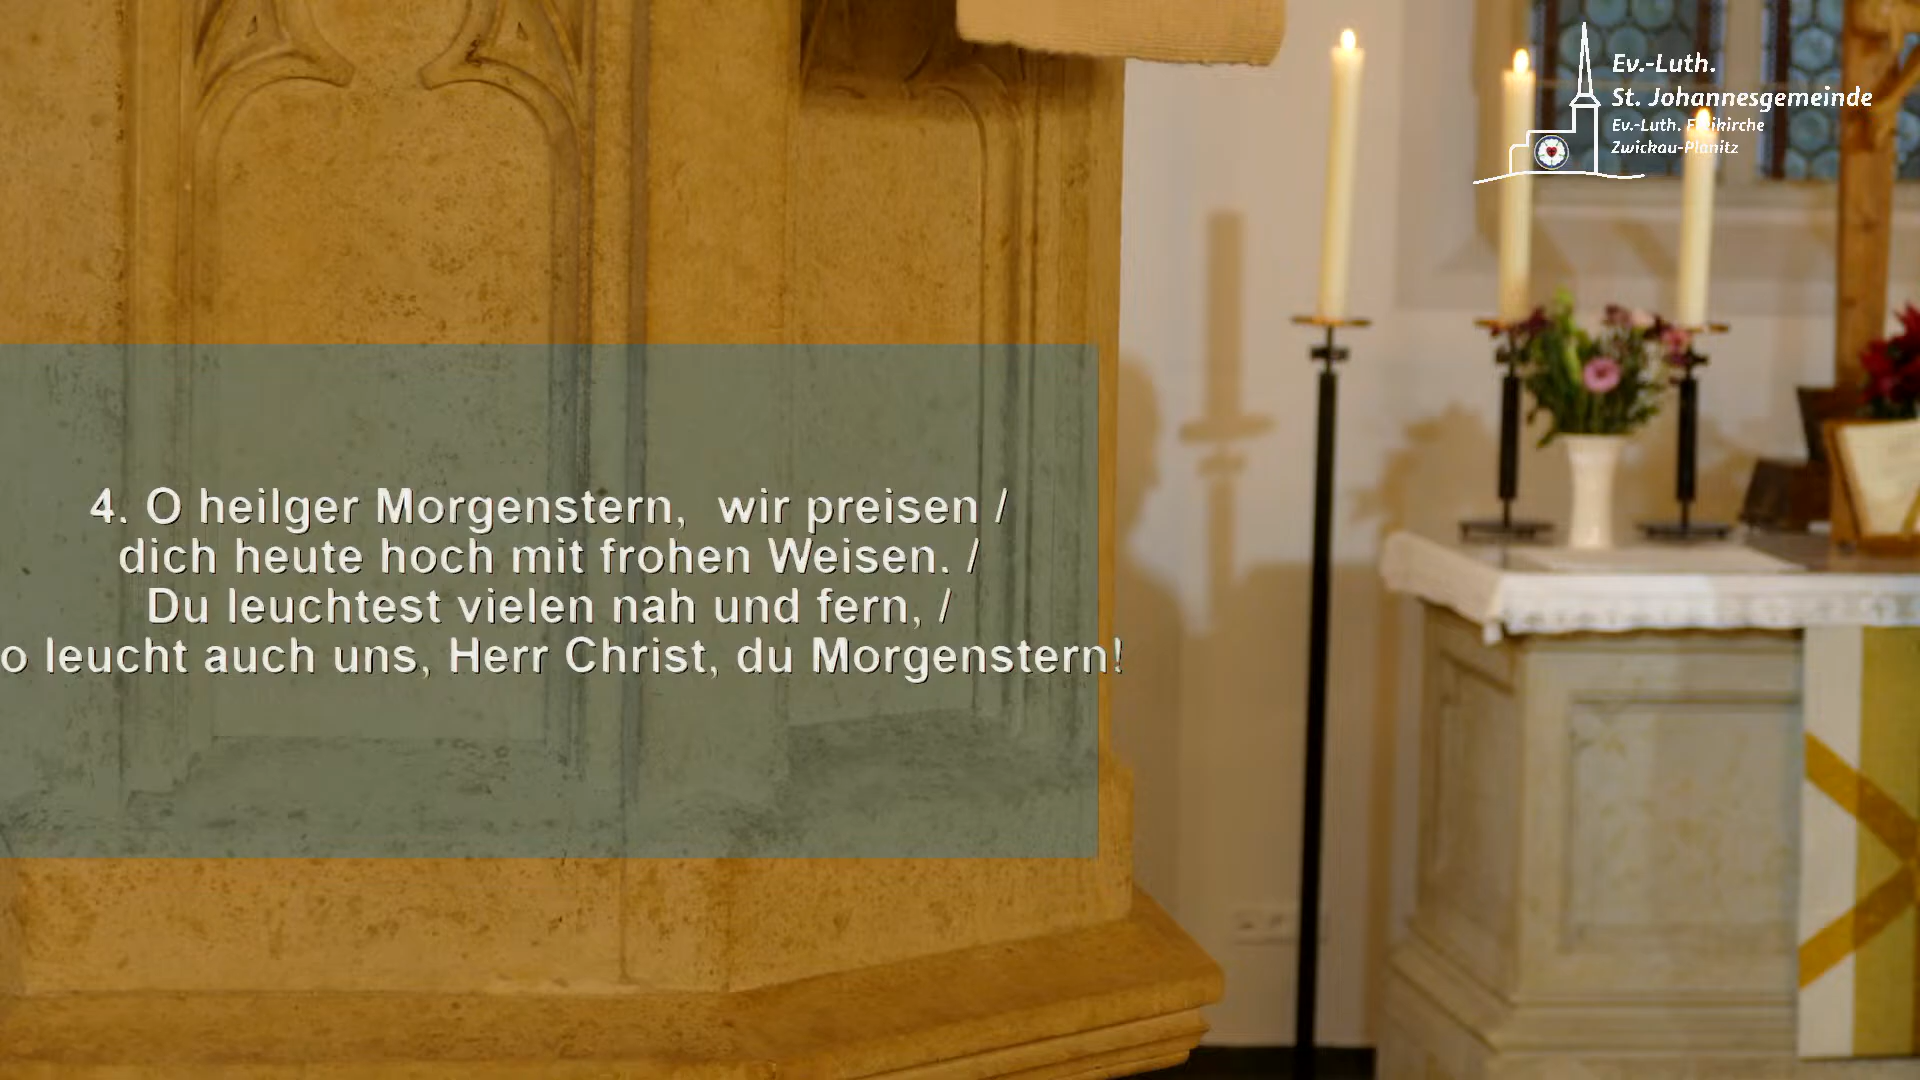 Ev.-Luth.
St. Johannesgemeinde
Ev.-Luth. Freikirche
Zwickau-Planitz
4. O heilger Morgenstern,  wir preisen /
dich heute hoch mit frohen Weisen. /
Du leuchtest vielen nah und fern, /
o leucht auch uns, Herr Christ, du Morgenstern!